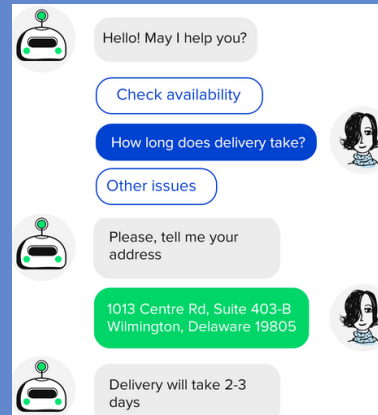 Hello! May I help you?
Check availability
How long does delivery take?
Other issues
Please, tell me your
address
1013 Centre Rd, Suite 403-B
Wilmington, Delaware 19805
Delivery will take 2-3
days